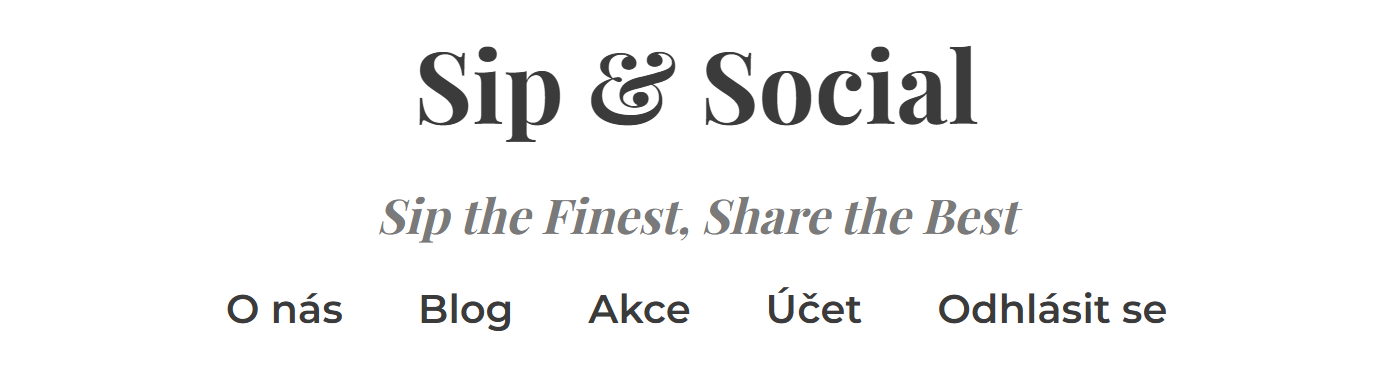 Sip & Social
Sip the Finest, Share the Best
O nás Blog Akce Účet Odhlásit se